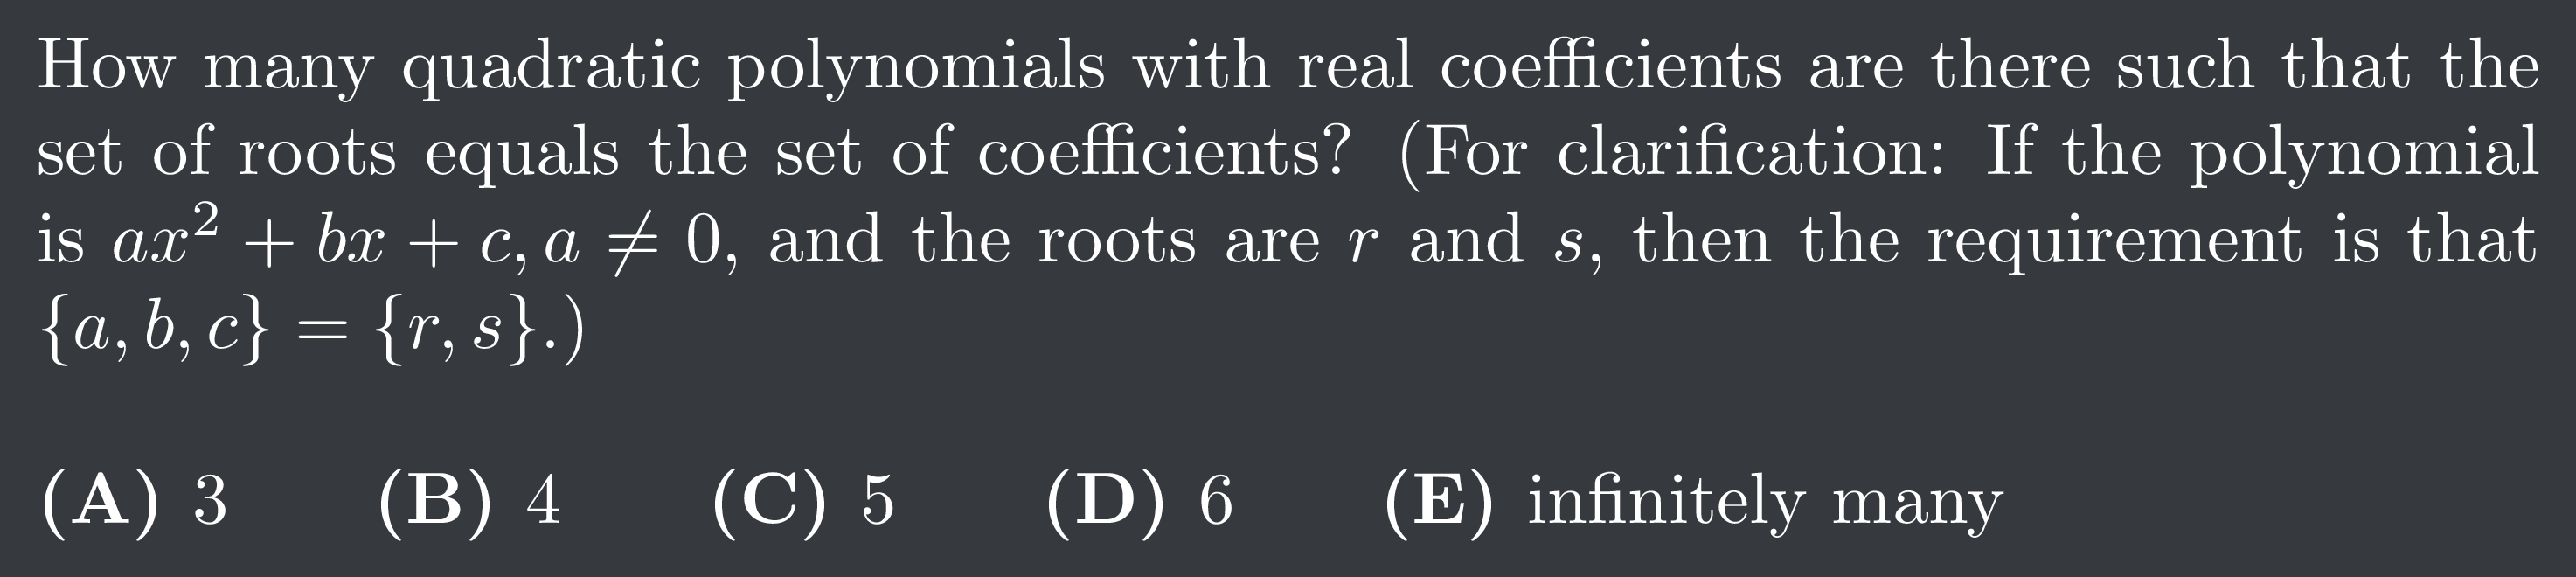 How many quadratic polynomials with real coefficients are there such that the
set of roots equals the set of coefficients? (For clarification: If the polynomial
is $ax^2 + bx + c, a \neq 0$, and the roots are $r$ and $s$, then the requirement is that
$\{a, b, c\} = \{r, s\}$.)
(A) 3 (B) 4 (C) 5 (D) 6 (E) infinitely many